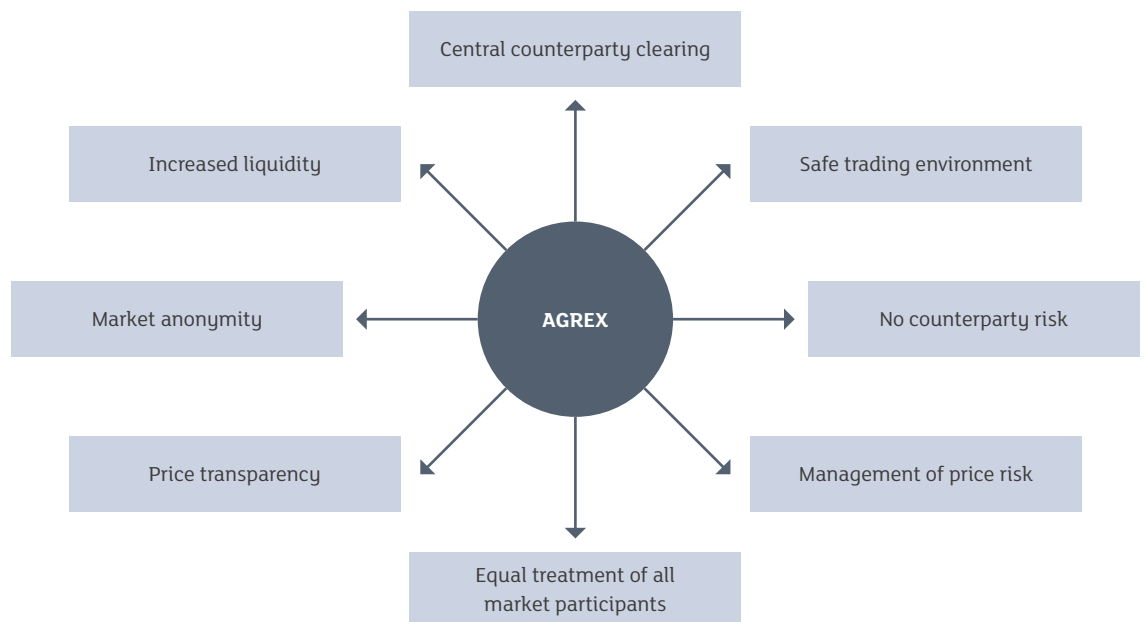 Central counterparty clearing
Increased liquidity
Safe trading environment
Market anonymity
AGREX
No counterparty risk
Price transparency
Management of price risk
Equal treatment of all
market participants